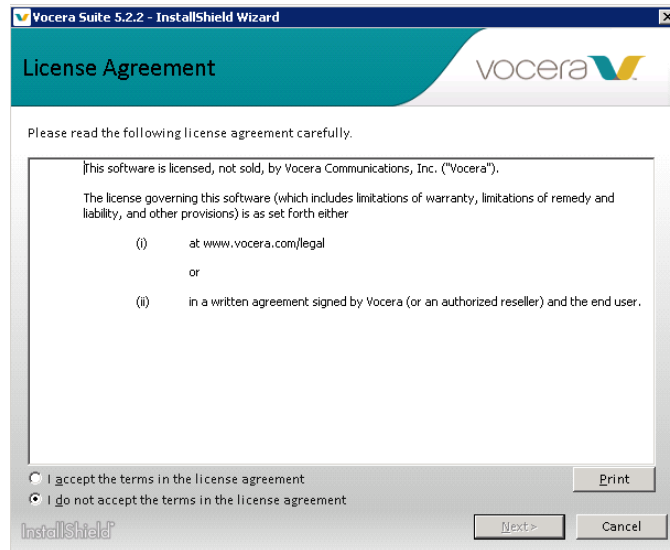 Vocera Suite 5.2.2 - InstallShield Wizard
License Agreement
vocera
Please read the following license agreement carefully.
This software is licensed, not sold, by Vocera Communications, Inc. ("Vocera").
The license governing this software (which includes limitations of warranty, limitations of remedy and
liability, and other provisions) is as set forth either
(i) at www.vocera.com/legal
or
(ii) in a written agreement signed by Vocera (or an authorized reseller) and the end user.
I accept the terms in the license agreement
Print
I do not accept the terms in the license agreement
InstallShield
Next >
Cancel